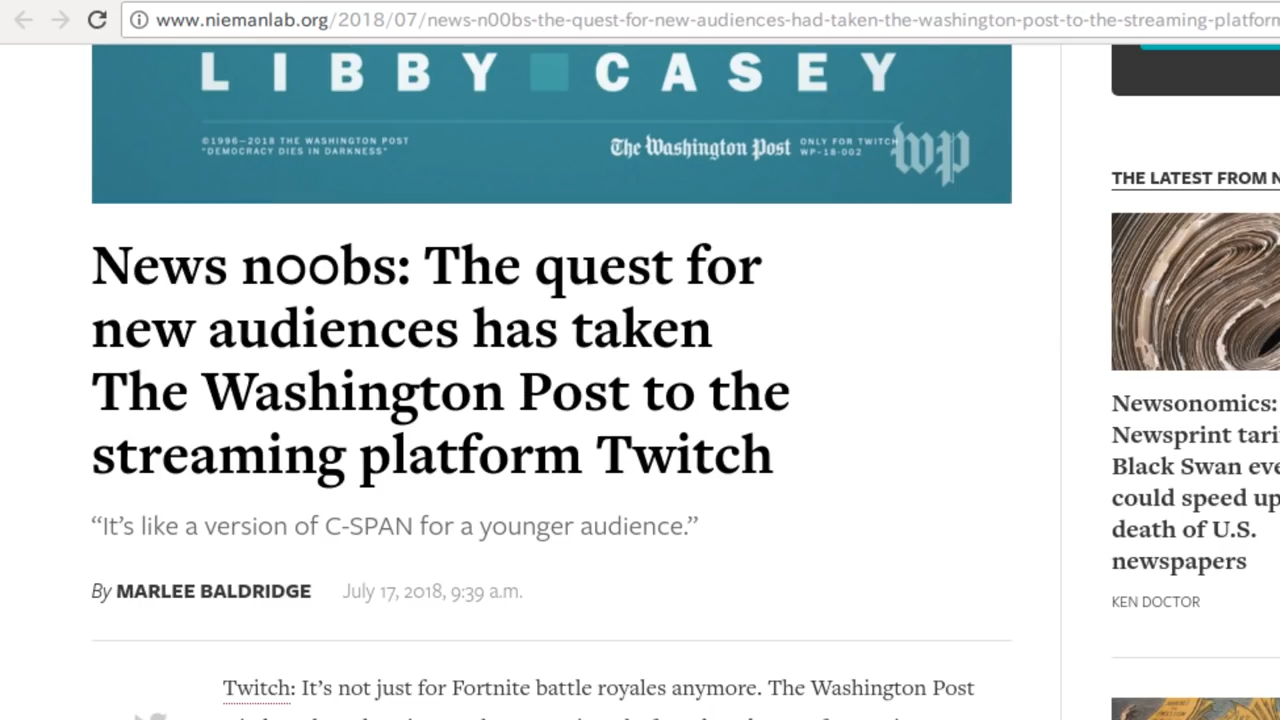 www.niemanlab.org/2018/07/news-n00bs-the-quest-for-new-audiences-had-taken-the-washington-post-to-the-streaming-platform
LIBBY CASEY
©1996–2018 THE WASHINGTON POST
"DEMOCRACY DIES IN DARKNESS"
The Washington Post
ONLY FOR TWITCH
WP-18-002
wp
News n00bs: The quest for
new audiences has taken
The Washington Post to the
streaming platform Twitch
“It’s like a version of C-SPAN for a younger audience.”
By MARLEE BALDRIDGE July 17, 2018, 9:39 a.m.
Twitch: It’s not just for Fortnite battle royales anymore. The Washington Post
THE LATEST FROM N
Newsonomics:
Newsprint tari
Black Swan eve
could speed up
death of U.S.
newspapers
KEN DOCTOR